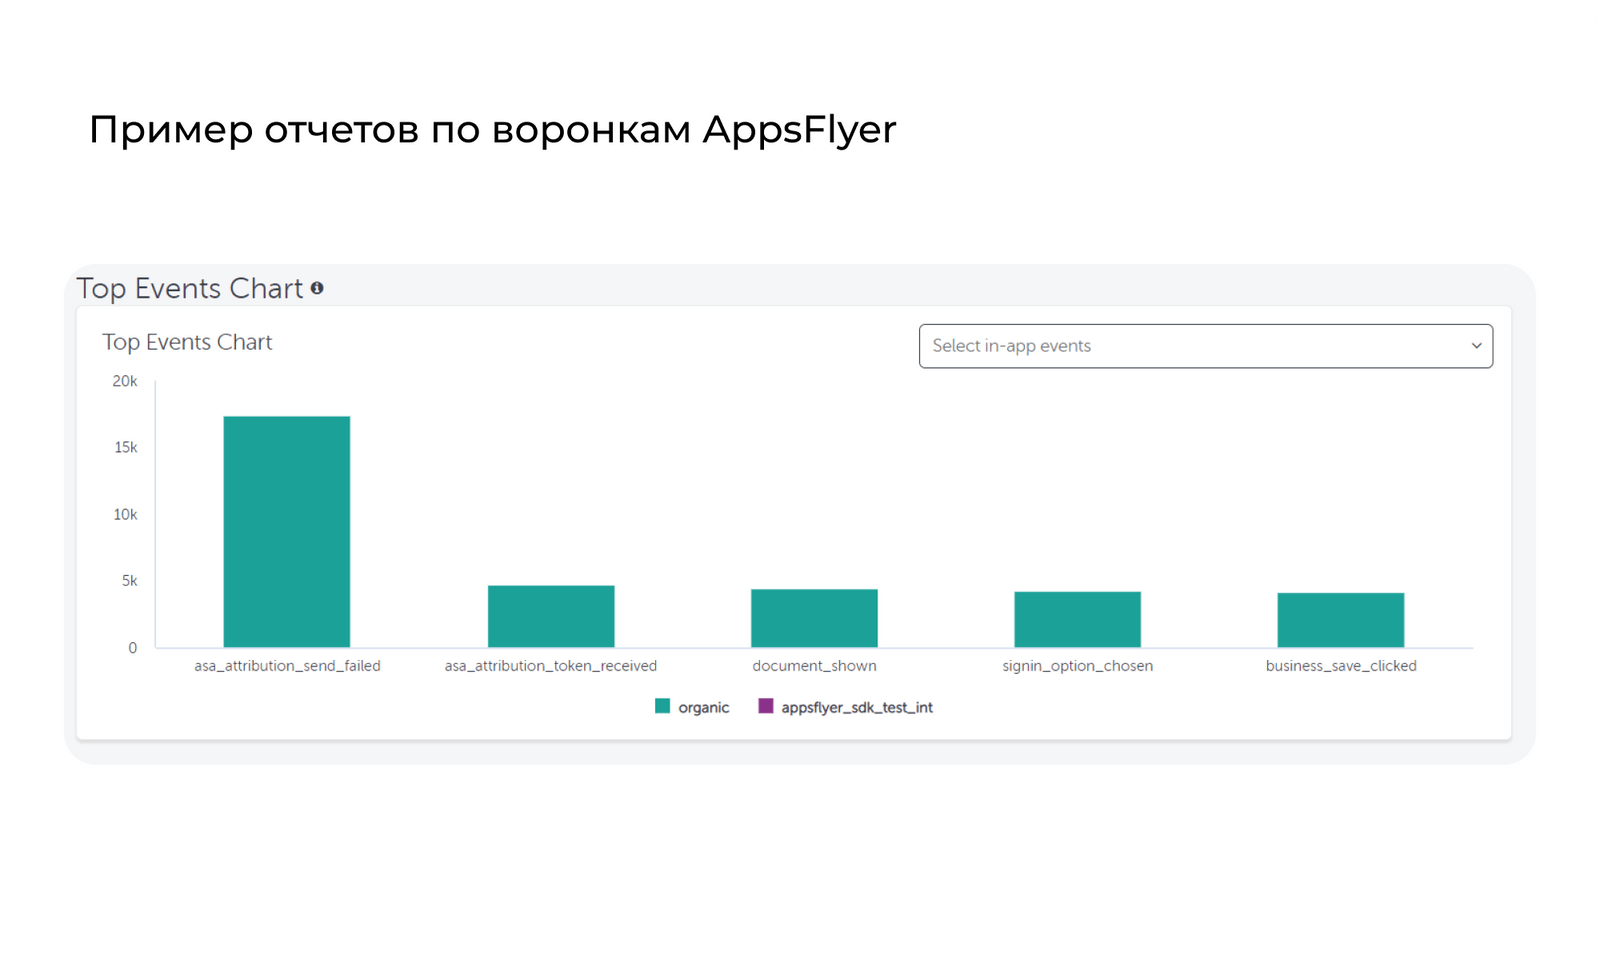 Пример отчетов по воронкам AppsFlyer
Top Events Chart
Top Events Chart
Select in-app events
20k
15k
10k
5k
0
asa_attribution_send_failed asa_attribution_token_received document_shown signin_option_chosen business_save_clicked
organic appsflyer_sdk_test_int